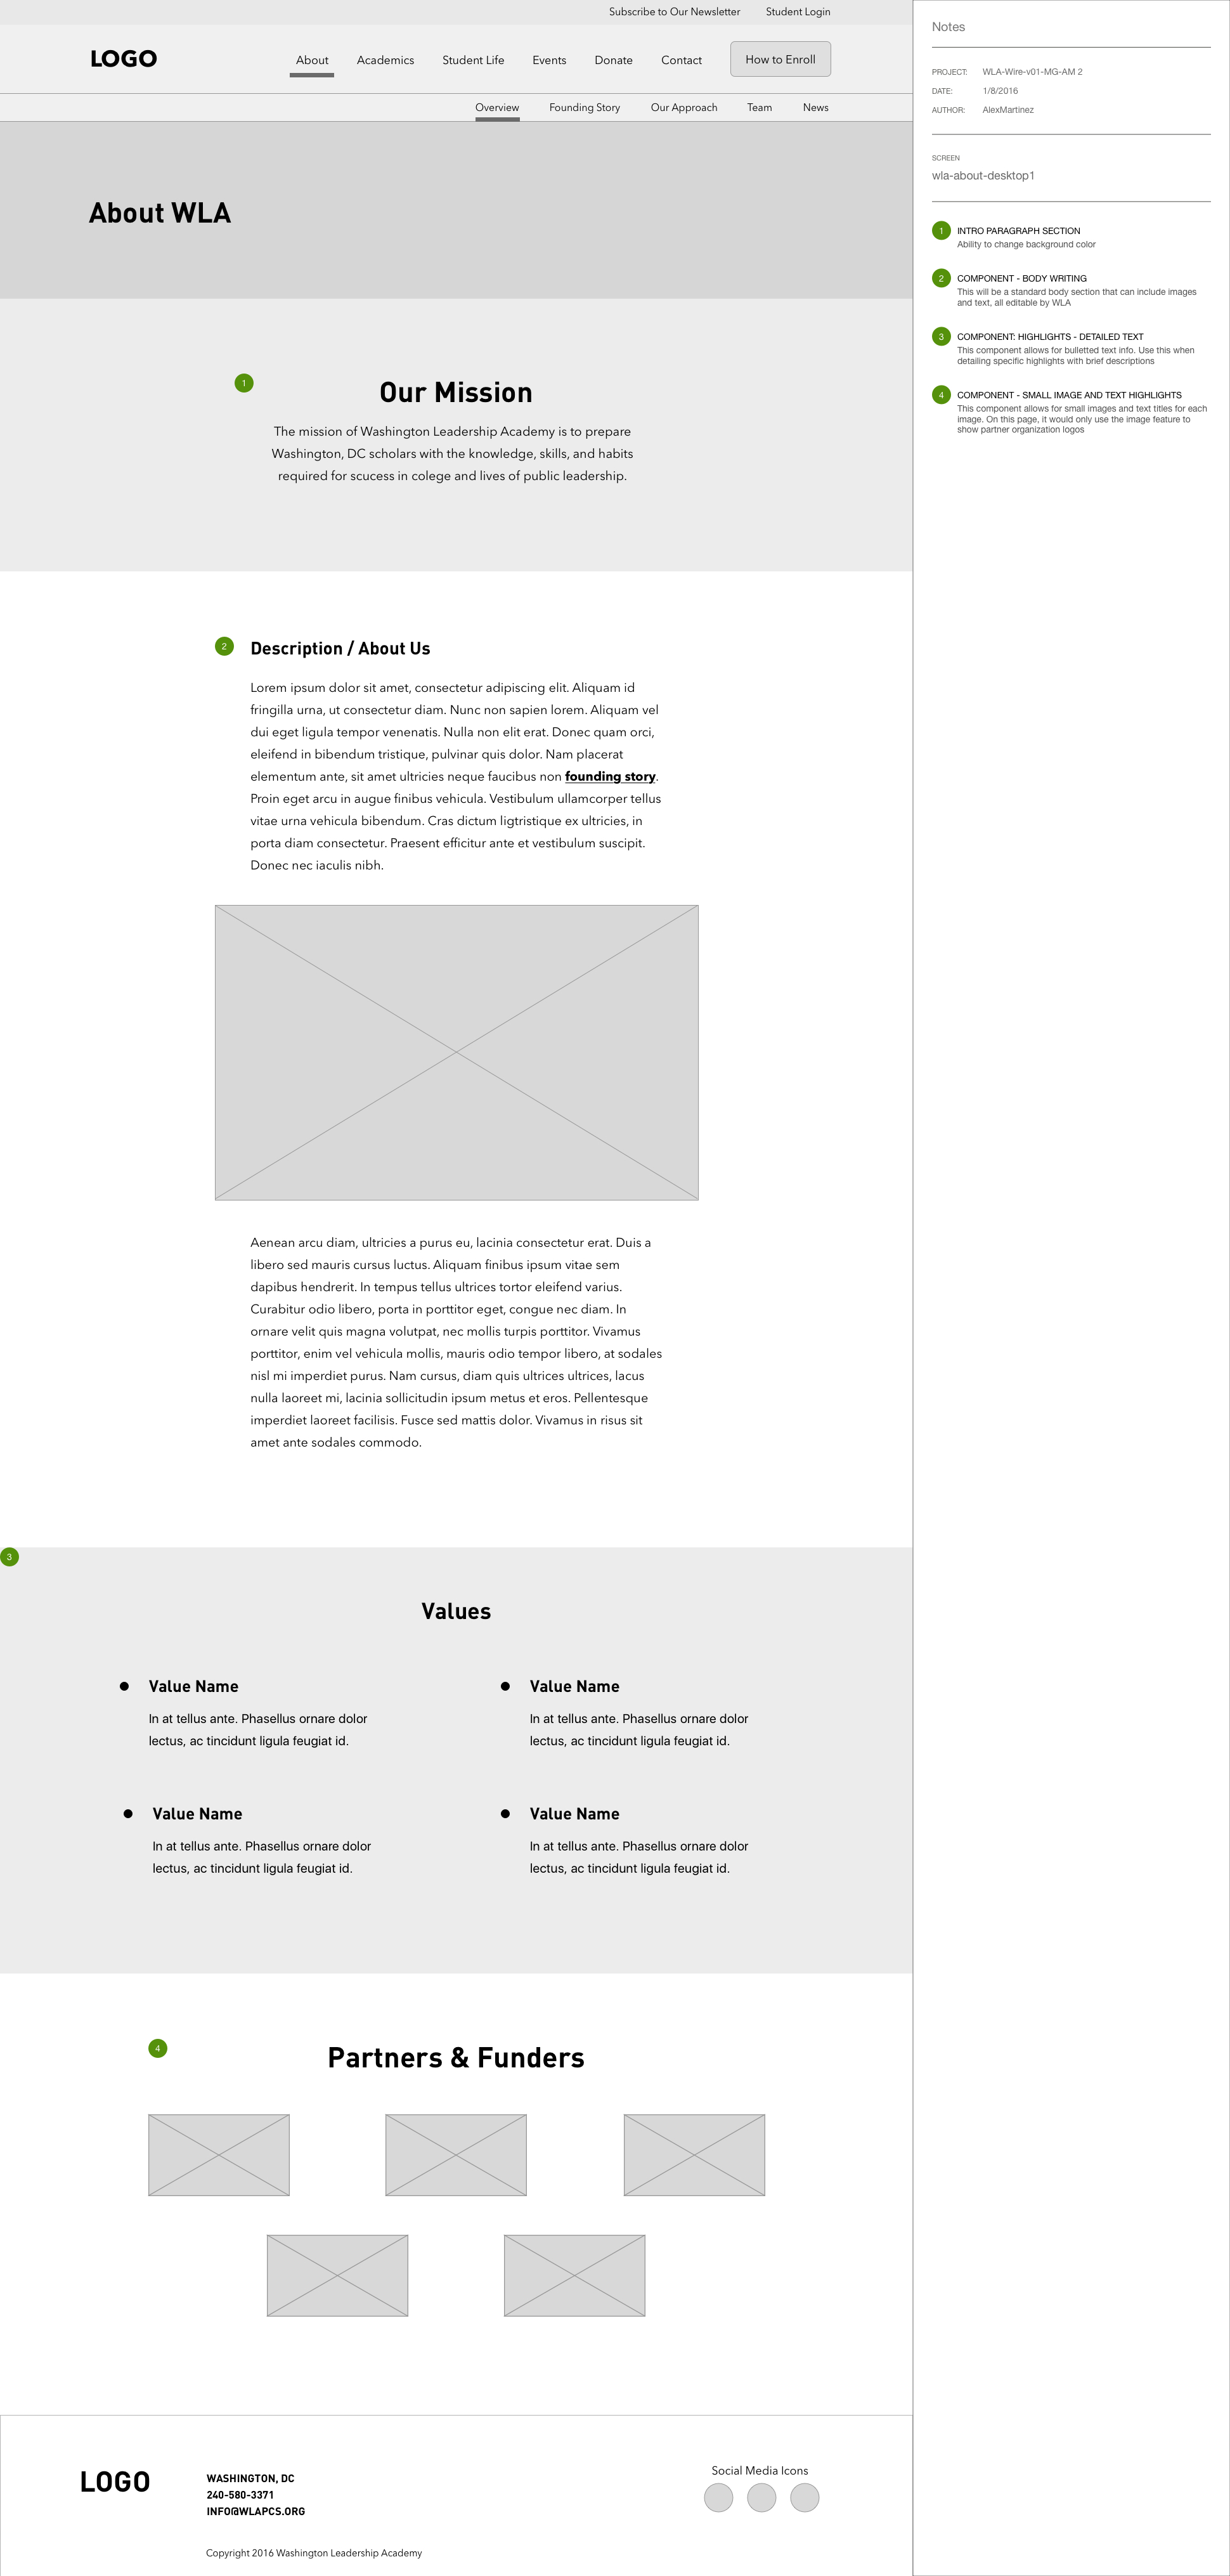 Subscribe to Our Newsletter Student Login
LOGO
About Academics Student Life Events Donate Contact How to Enroll
Overview Founding Story Our Approach Team News
About WLA
1
Our Mission
The mission of Washington Leadership Academy is to prepare
Washington, DC scholars with the knowledge, skills, and habits
required for scucess in colege and lives of public leadership.
2
Description / About Us
Lorem ipsum dolor sit amet, consectetur adipiscing elit. Aliquam id
fringilla urna, ut consectetur diam. Nunc non sapien lorem. Aliquam vel
dui eget ligula tempor venenatis. Nulla non elit erat. Donec quam orci,
eleifend in bibendum tristique, pulvinar quis dolor. Nam placerat
elementum ante, sit amet ultricies neque faucibus non founding story.
Proin eget arcu in augue finibus vehicula. Vestibulum ullamcorper tellus
vitae urna vehicula bibendum. Cras dictum ligtristique ex ultricies, in
porta diam consectetur. Praesent efficitur ante et vestibulum suscipit.
Donec nec iaculis nibh.
Aenean arcu diam, ultricies a purus eu, lacinia consectetur erat. Duis a
libero sed mauris cursus luctus. Aliquam finibus ipsum vitae sem
dapibus hendrerit. In tempus tellus ultrices tortor eleifend varius.
Curabitur odio libero, porta in porttitor eget, congue nec diam. In
ornare velit quis magna volutpat, nec mollis turpis porttitor. Vivamus
porttitor, enim vel vehicula mollis, mauris odio tempor libero, at sodales
nisl mi imperdiet purus. Nam cursus, diam quis ultrices ultrices, lacus
nulla laoreet mi, lacinia sollicitudin ipsum metus et eros. Pellentesque
imperdiet laoreet facilisis. Fusce sed mattis dolor. Vivamus in risus sit
amet ante sodales commodo.
3
Values
Value Name
In at tellus ante. Phasellus ornare dolor
lectus, ac tincidunt ligula feugiat id.
Value Name
In at tellus ante. Phasellus ornare dolor
lectus, ac tincidunt ligula feugiat id.
Value Name
In at tellus ante. Phasellus ornare dolor
lectus, ac tincidunt ligula feugiat id.
Value Name
In at tellus ante. Phasellus ornare dolor
lectus, ac tincidunt ligula feugiat id.
4
Partners & Funders
LOGO
WASHINGTON, DC
240-580-3371
INFO@WLAPCS.ORG
Copyright 2016 Washington Leadership Academy
Social Media Icons
Notes
PROJECT: WLA-Wire-v01-MG-AM 2
DATE: 1/8/2016
AUTHOR: AlexMartinez
SCREEN
wla-about-desktop1
1 INTRO PARAGRAPH SECTION
Ability to change background color
2 COMPONENT - BODY WRITING
This will be a standard body section that can include images
and text, all editable by WLA
3 COMPONENT: HIGHLIGHTS - DETAILED TEXT
This component allows for bulletted text info. Use this when
detailing specific highlights with brief descriptions
4 COMPONENT - SMALL IMAGE AND TEXT HIGHLIGHTS
This component allows for small images and text titles for each
image. On this page, it would only use the image feature to
show partner organization logos